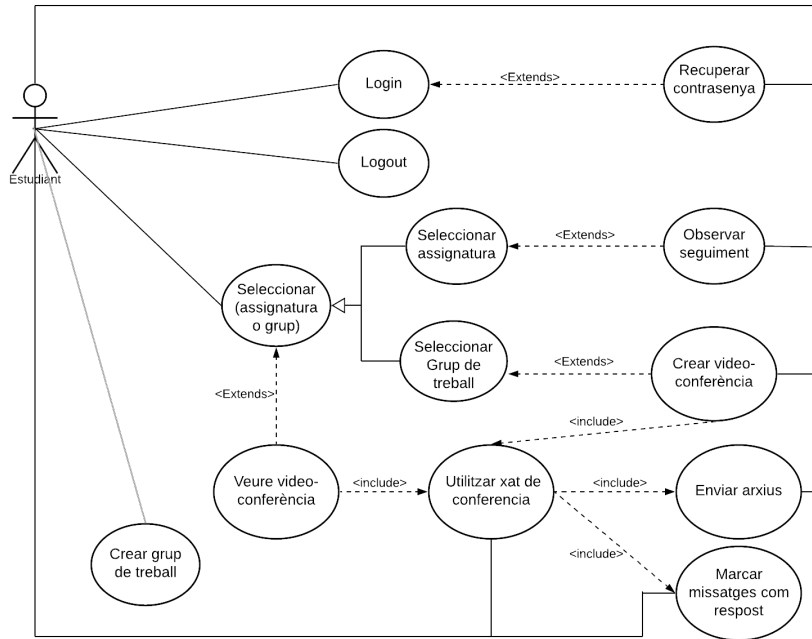 Login
<Extends>
Recuperar
contrasenya
Estudiant
Logout
Seleccionar
assignatura
<Extends>
Observar
seguiment
Seleccionar
(assignatura
o grup)
Seleccionar
Grup de
treball
<Extends>
Crear video-
conferència
<Extends>
<include>
Veure video-
conferència
<include>
Utilitzar xat de
conferencia
<include>
Enviar arxius
Crear grup
de treball
<include>
Marcar
missatges com
respost